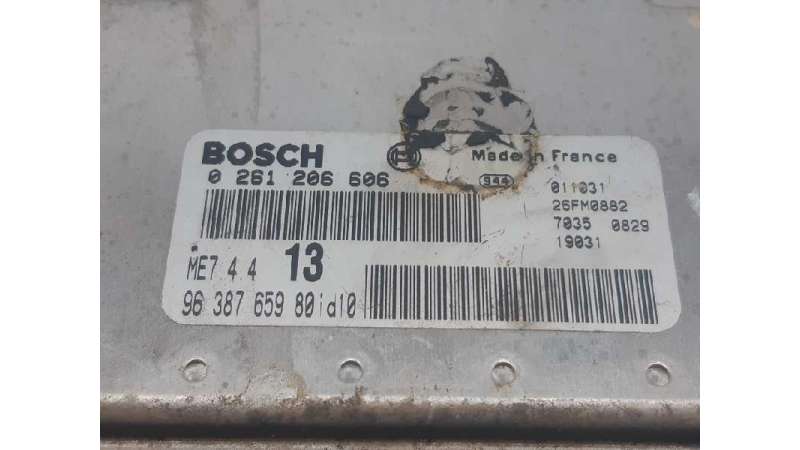 BOSCH
Made in France
0 261 206 606
944
011031
26FM0882
7035 0829
19031
ME7 4 4 13
96 387 659 80 id10